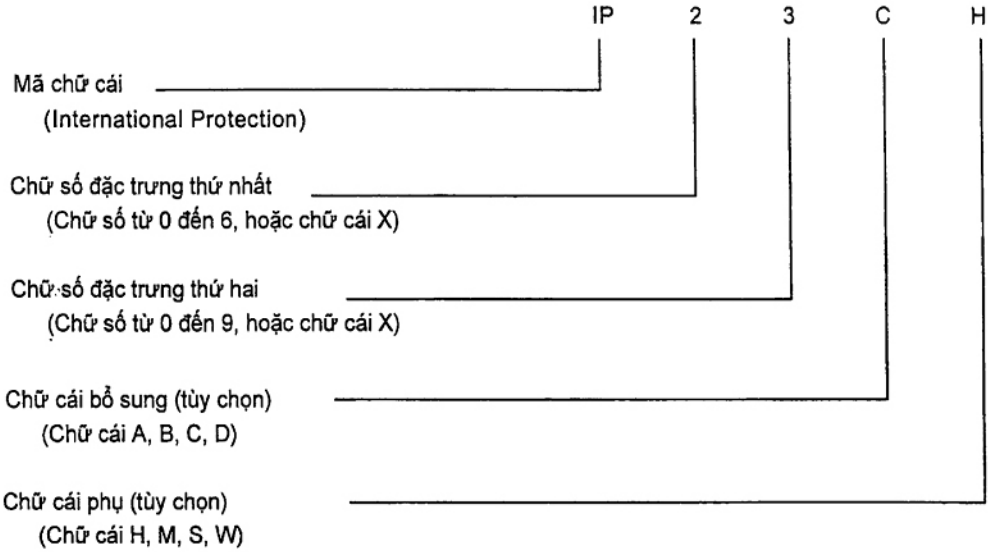 IP 2 3 C H
Mã chữ cái
(International Protection)
Chữ số đặc trưng thứ nhất
(Chữ số từ 0 đến 6, hoặc chữ cái X)
Chữ số đặc trưng thứ hai
(Chữ số từ 0 đến 9, hoặc chữ cái X)
Chữ cái bổ sung (tùy chọn)
(Chữ cái A, B, C, D)
Chữ cái phụ (tùy chọn)
(Chữ cái H, M, S, W)